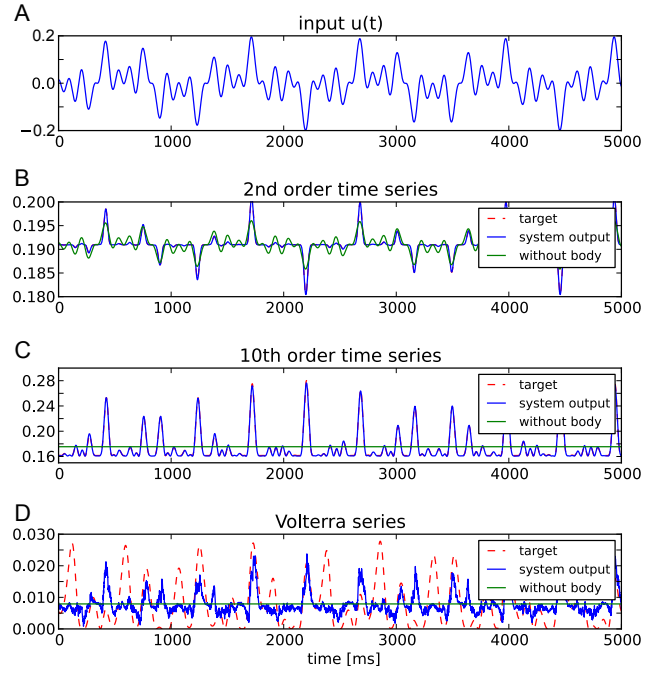 A
input u(t)
0.2
0.0
−0.2
0 1000 2000 3000 4000 5000
B
2nd order time series
0.200
0.195
0.190
0.185
0.180
target
system output
without body
0 1000 2000 3000 4000 5000
C
10th order time series
0.28
0.24
0.20
0.16
target
system output
without body
0 1000 2000 3000 4000 5000
D
Volterra series
0.030
0.020
0.010
0.000
target
system output
without body
0 1000 2000 3000 4000 5000
time [ms]